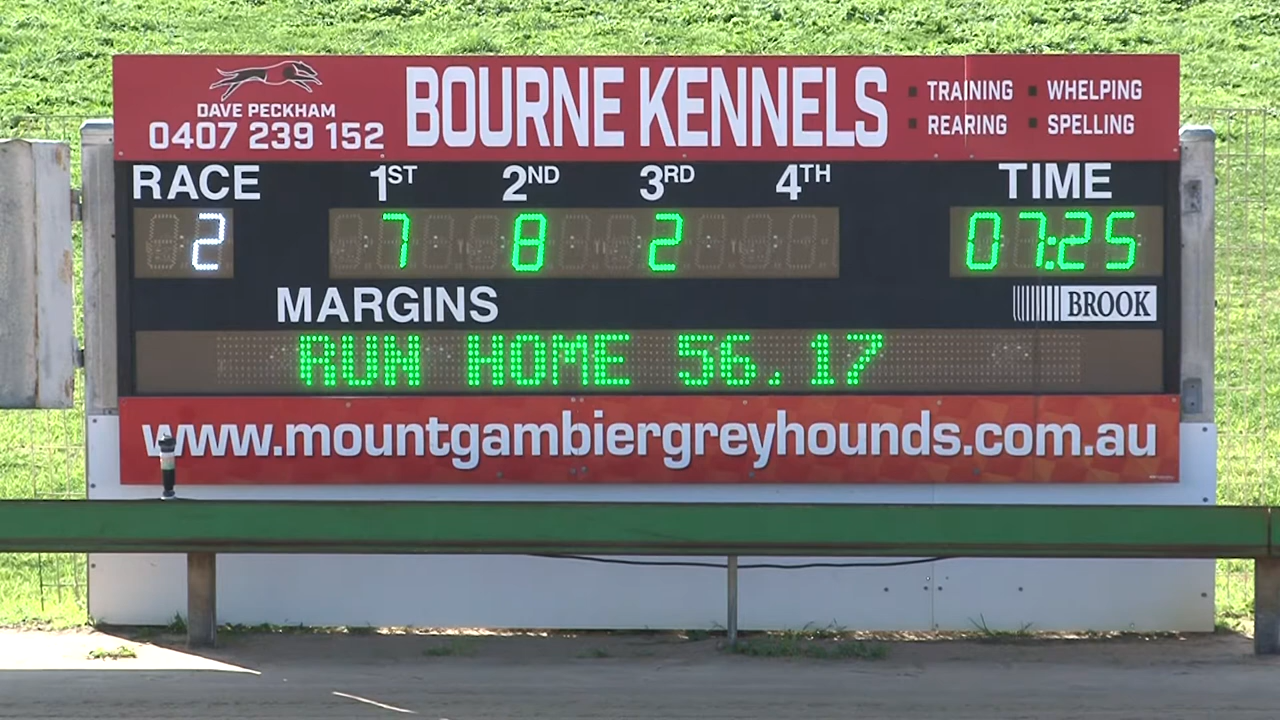 DAVE PECKHAM
0407 239 152
BOURNE KENNELS
TRAINING WHELPING
REARING SPELLING
RACE 1ST 2ND 3RD 4TH TIME
2 7 8 2 07:25
MARGINS
BROOK
RUN HOME 56.17
www.mountgambiergreyhounds.com.au